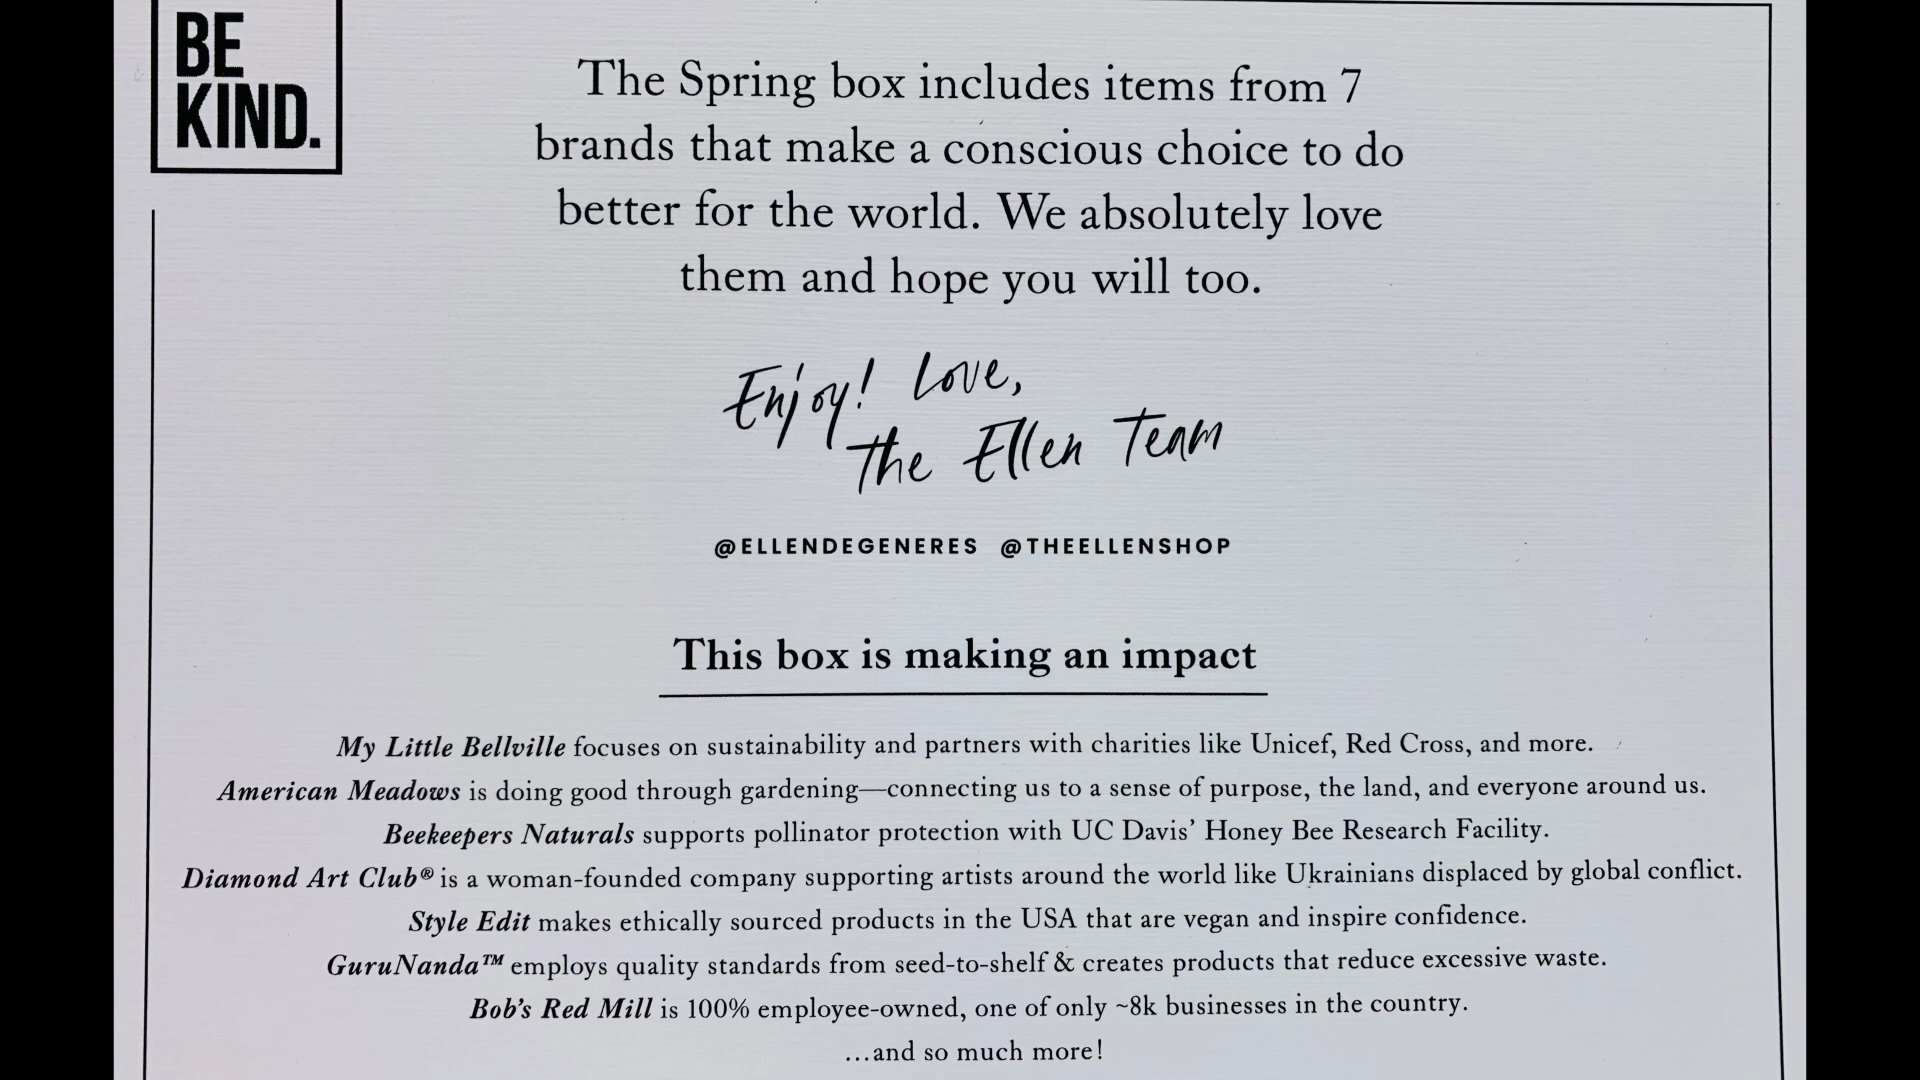 BE
KIND.
The Spring box includes items from 7
brands that make a conscious choice to do
better for the world. We absolutely love
them and hope you will too.
Enjoy! Love,
The Ellen Team
@ELLENDEGENERES @THEELLENSHOP
This box is making an impact
My Little Bellville focuses on sustainability and partners with charities like Unicef, Red Cross, and more.
American Meadows is doing good through gardening—connecting us to a sense of purpose, the land, and everyone around us.
Beekeepers Naturals supports pollinator protection with UC Davis’ Honey Bee Research Facility.
Diamond Art Club® is a woman-founded company supporting artists around the world like Ukrainians displaced by global conflict.
Style Edit makes ethically sourced products in the USA that are vegan and inspire confidence.
GuruNanda™ employs quality standards from seed-to-shelf & creates products that reduce excessive waste.
Bob’s Red Mill is 100% employee-owned, one of only ~8k businesses in the country.
...and so much more!